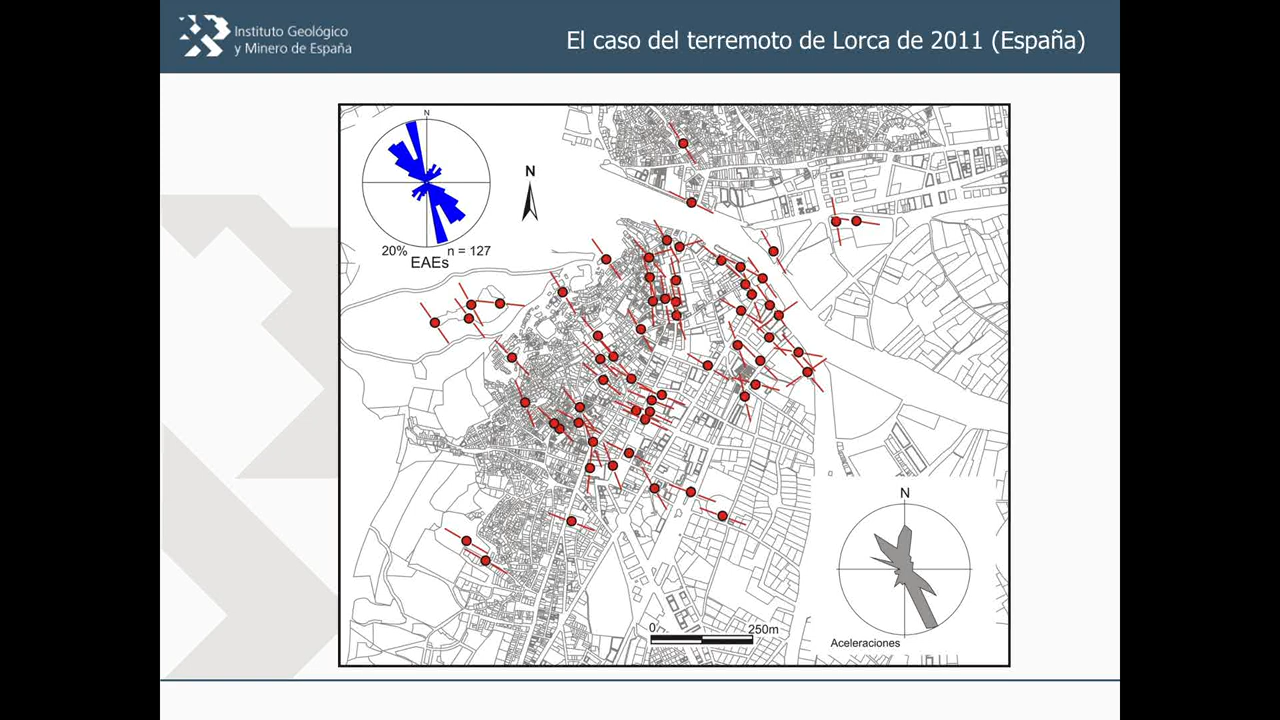 Instituto Geológico
y Minero de España
El caso del terremoto de Lorca de 2011 (España)
N
N
20%
n = 127
EAEs
N
0
250m
Aceleraciones